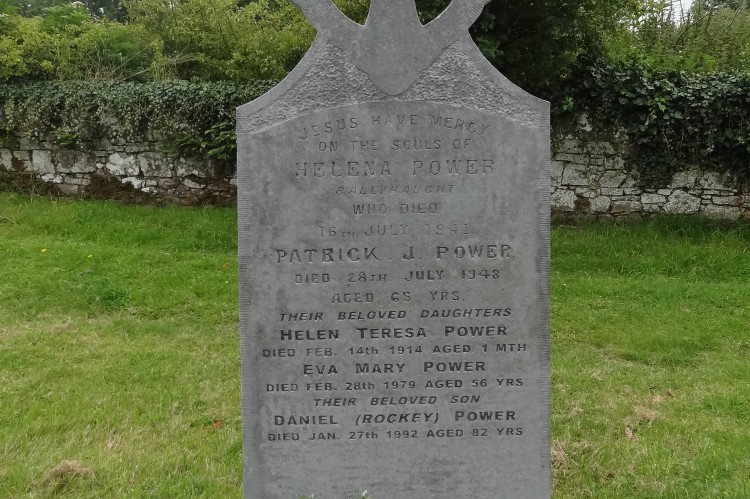 JESUS HAVE MERCY
ON THE SOULS OF
HELENA POWER
BALLYNAUGHT
WHO DIED
16TH JULY 1941
PATRICK J. POWER
DIED 28TH JULY 1948
AGED 65 YRS.
THEIR BELOVED DAUGHTERS
HELEN TERESA POWER
DIED FEB. 14th 1914 AGED 1 MTH
EVA MARY POWER
DIED FEB. 28th 1979 AGED 56 YRS
THEIR BELOVED SON
DANIEL (ROCKEY) POWER
DIED JAN. 27th 1992 AGED 82 YRS